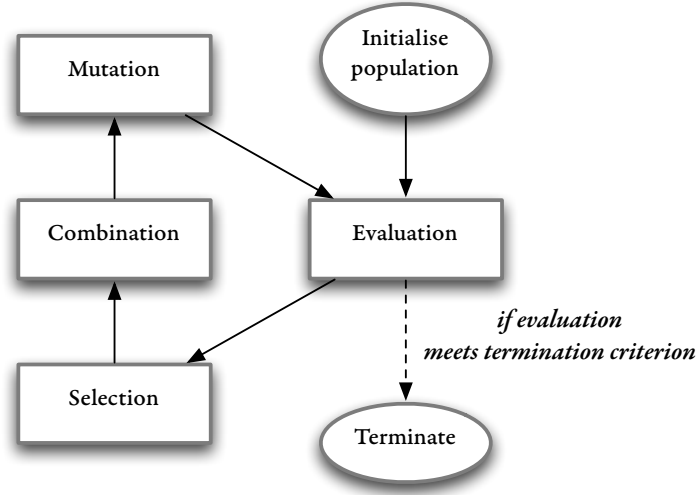 Mutation
Initialise
population
Combination
Evaluation
if evaluation
meets termination criterion
Selection
Terminate